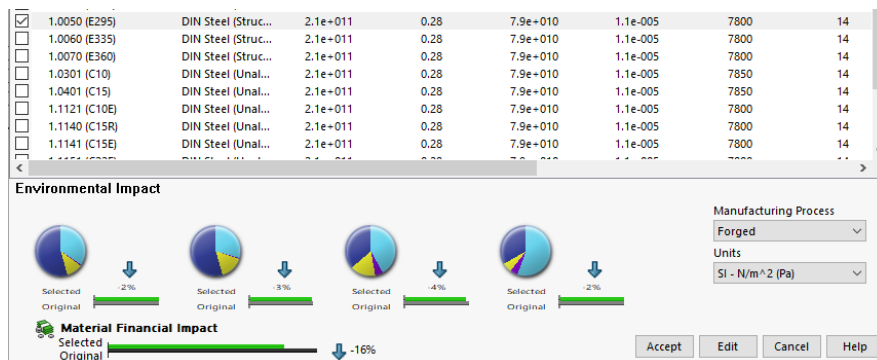 1.0050 (E295) DIN Steel (Struc... 2.1e+011 0.28 7.9e+010 1.1e-005 7800 14
1.0060 (E335) DIN Steel (Struc... 2.1e+011 0.28 7.9e+010 1.1e-005 7800 14
1.0070 (E360) DIN Steel (Struc... 2.1e+011 0.28 7.9e+010 1.1e-005 7800 14
1.0301 (C10) DIN Steel (Unal... 2.1e+011 0.28 7.9e+010 1.1e-005 7850 14
1.0401 (C15) DIN Steel (Unal... 2.1e+011 0.28 7.9e+010 1.1e-005 7850 14
1.1121 (C10E) DIN Steel (Unal... 2.1e+011 0.28 7.9e+010 1.1e-005 7800 14
1.1140 (C15R) DIN Steel (Unal... 2.1e+011 0.28 7.9e+010 1.1e-005 7800 14
1.1141 (C15E) DIN Steel (Unal... 2.1e+011 0.28 7.9e+010 1.1e-005 7800 14
Environmental Impact
Manufacturing Process
Forged
Units
SI - N/m^2 (Pa)
-2% -3% -4% -2%
Selected Selected Selected Selected
Original Original Original Original
Material Financial Impact
Selected
Original
-16%
Accept Edit Cancel Help